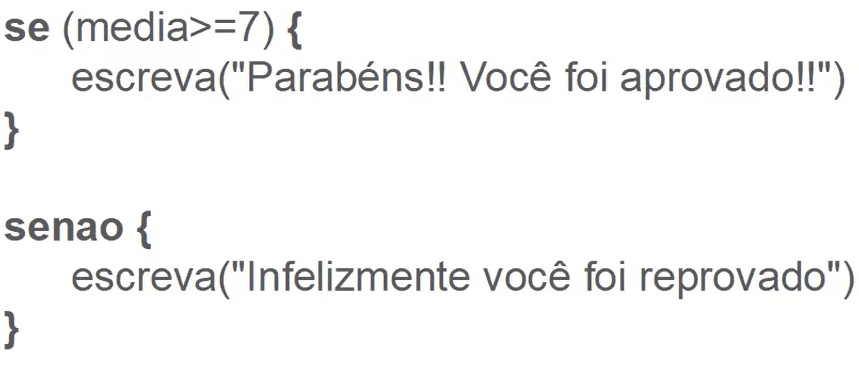 se (media>=7) {
escreva("Parabéns!! Você foi aprovado!!")
}
senao {
escreva("Infelizmente você foi reprovado")
}